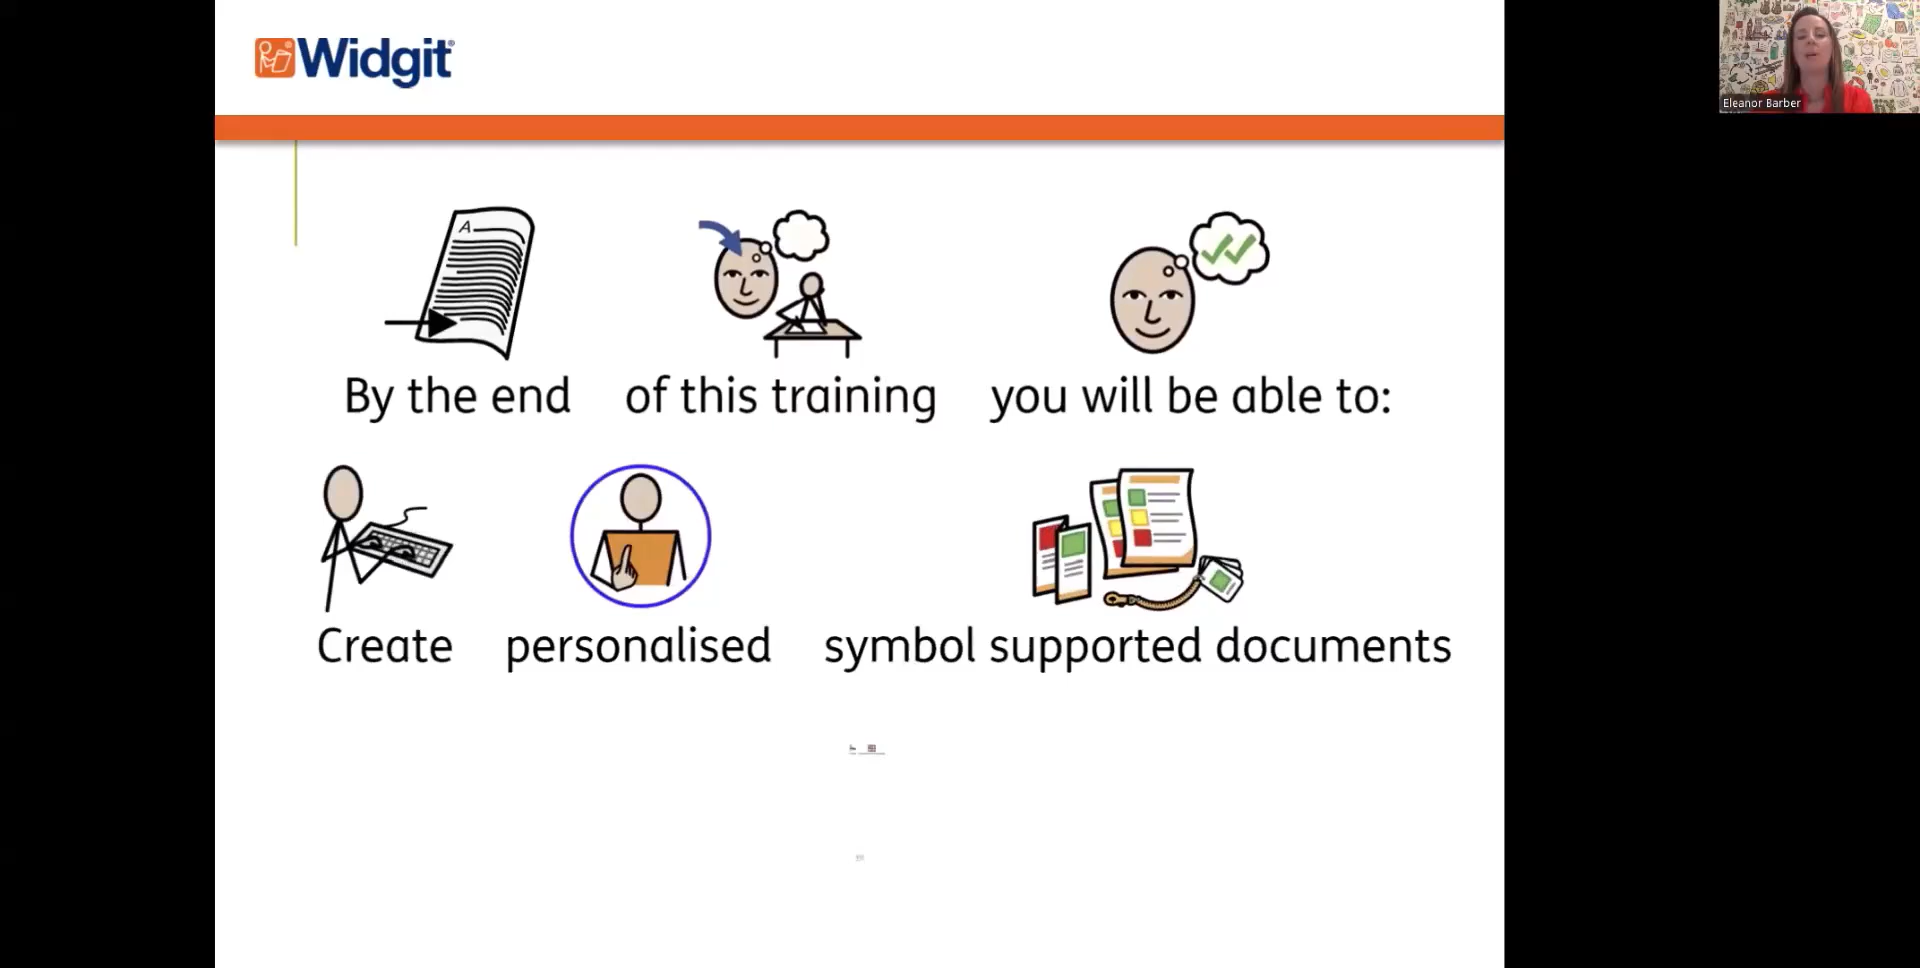 Widgit
Eleanor Barber
A
By the end of this training you will be able to:
Create personalised symbol supported documents